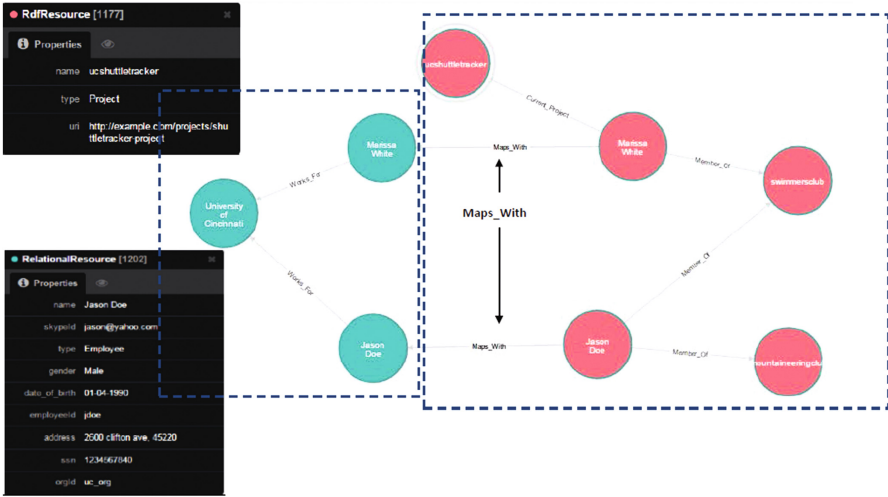 RdfResource [1177]
Properties
name ucshuttletracker
type Project
uri http://example.com/projects/shu
ttletracker-project
ucshuttletracker
Current_Project
Marissa
White
Maps_With
Marissa
White
Member_Of
swimmersclub
Works_For
University
of
Cincinnati
Maps_With
Works_For
Member_Of
Jason
Doe
Maps_With
Jason
Doe
Member_Of
ountaineeringclu
RelationalResource [1202]
Properties
name Jason Doe
skypeId jason@yahoo.com
type Employee
gender Male
date_of_birth 01-04-1990
employeeId jdoe
address 2600 clifton ave, 45220
ssn 1234567840
orgId uc_org